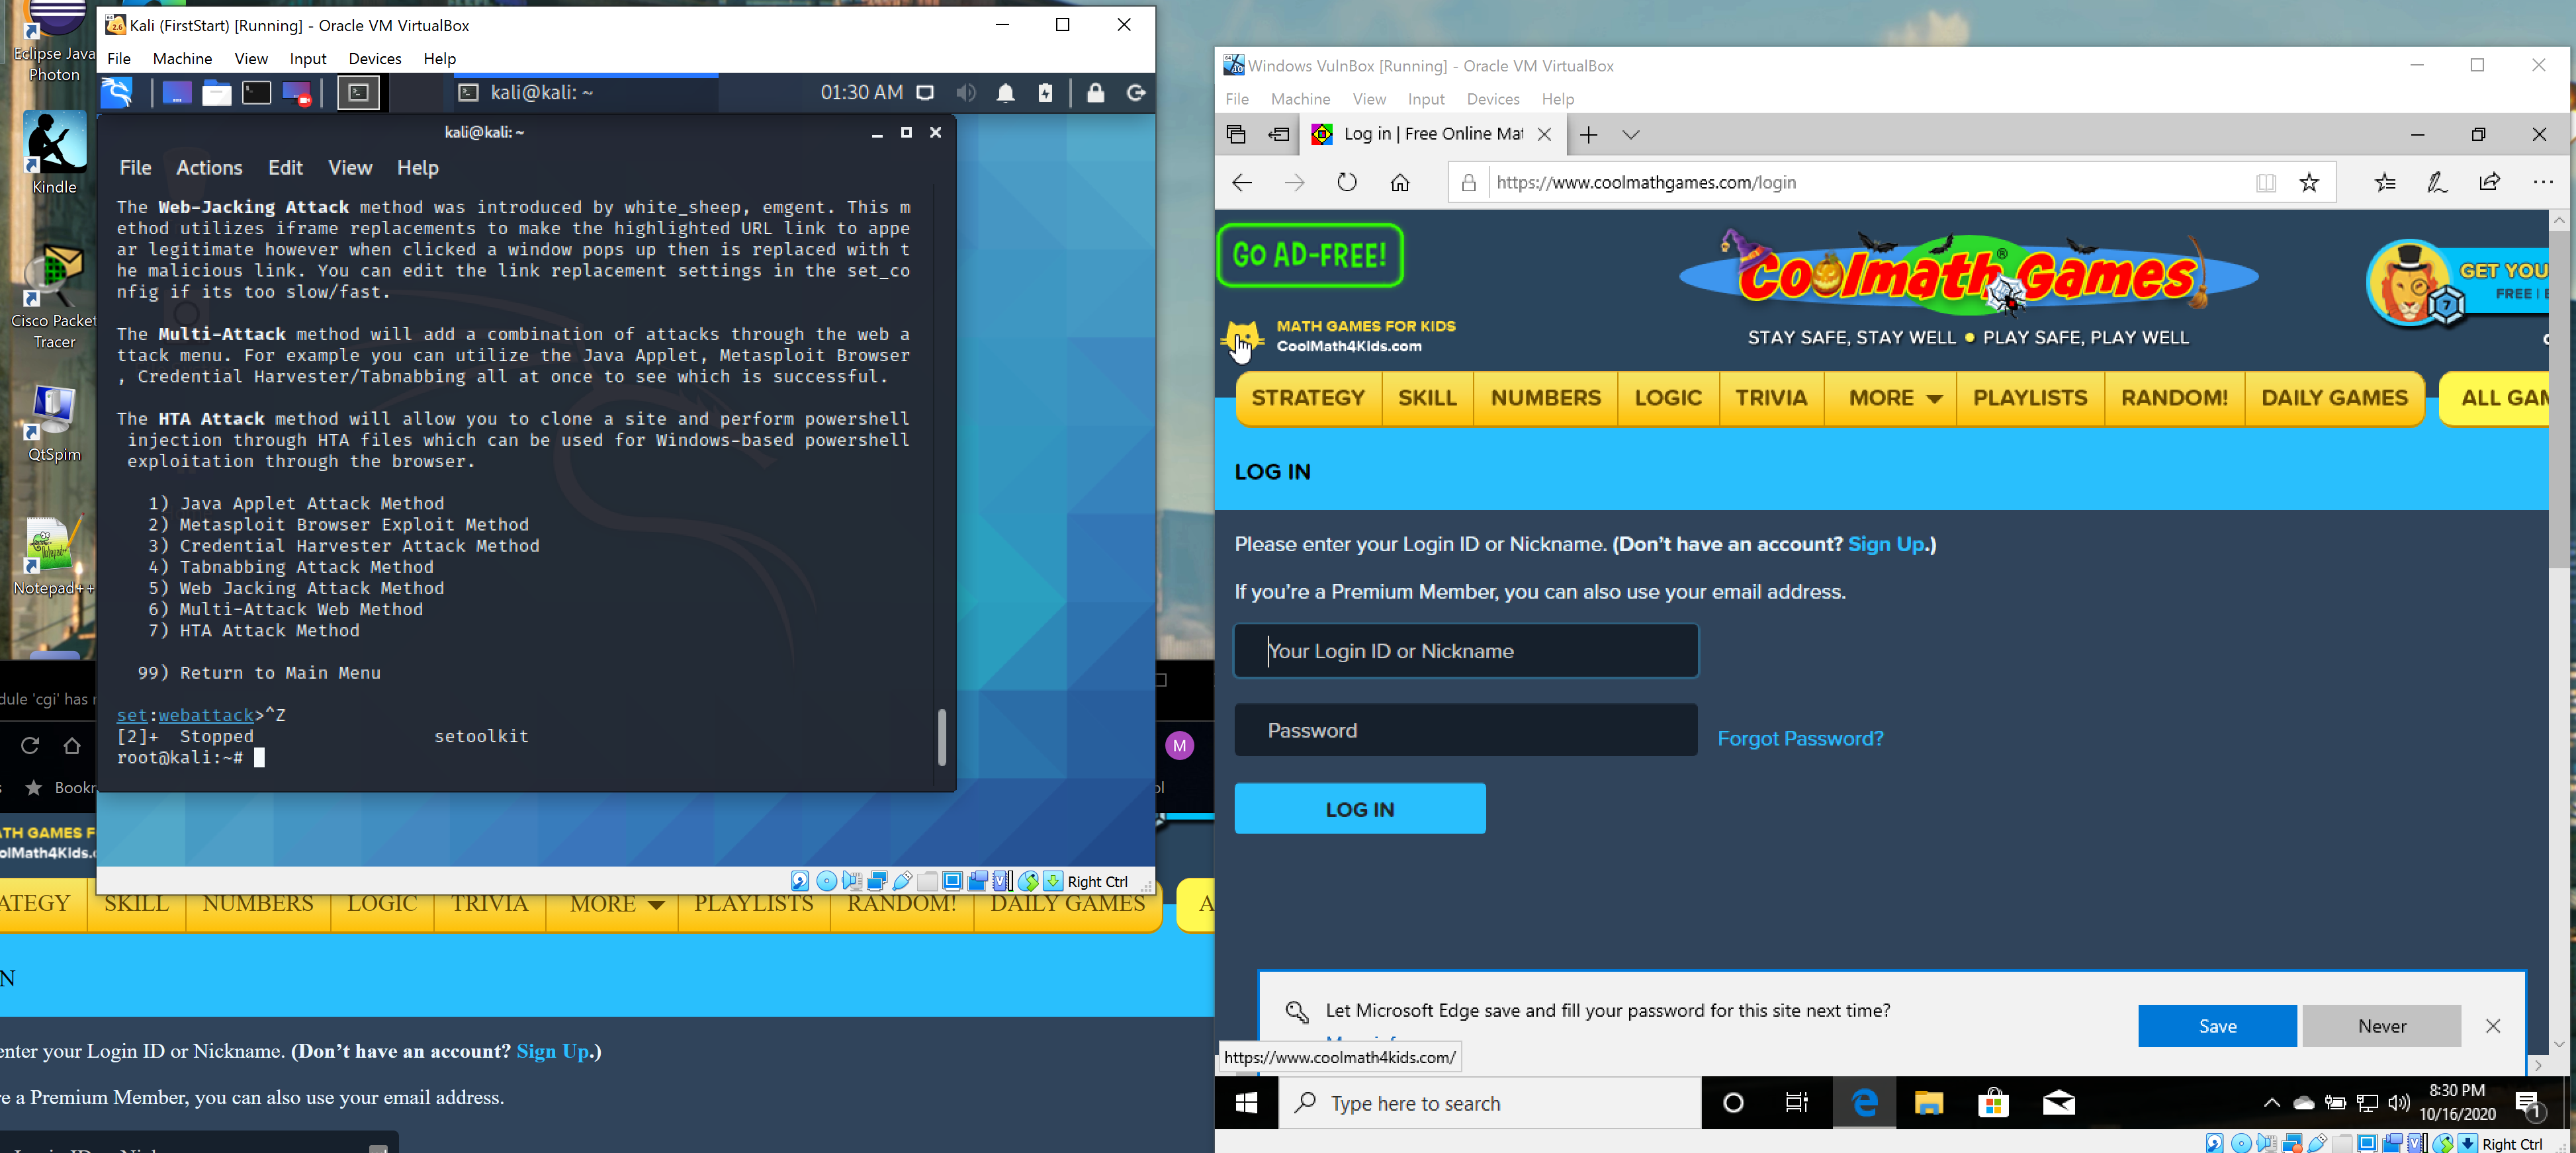 Eclipse Java
Photon
Kindle
Cisco Packet
Tracer
QtSpim
Notepad++
Kali (FirstStart) [Running] - Oracle VM VirtualBox
File Machine View Input Devices Help
kali@kali: ~
01:30 AM
kali@kali: ~
File Actions Edit View Help
The Web-Jacking Attack method was introduced by white_sheep, emgent. This m
ethod utilizes iframe replacements to make the highlighted URL link to appe
ar legitimate however when clicked a window pops up then is replaced with t
he malicious link. You can edit the link replacement settings in the set_co
nfig if its too slow/fast.
The Multi-Attack method will add a combination of attacks through the web a
ttack menu. For example you can utilize the Java Applet, Metasploit Browser
, Credential Harvester/Tabnabbing all at once to see which is successful.
The HTA Attack method will allow you to clone a site and perform powershell
injection through HTA files which can be used for Windows-based powershell
exploitation through the browser.
1) Java Applet Attack Method
2) Metasploit Browser Exploit Method
3) Credential Harvester Attack Method
4) Tabnabbing Attack Method
5) Web Jacking Attack Method
6) Multi-Attack Web Method
7) HTA Attack Method
99) Return to Main Menu
set:webattack>^Z
[2]+ Stopped setoolkit
root@kali:~#
Right Ctrl
dule 'cgi' has
M
Bookr
ATH GAMES F
olMath4Kids.c
ATEGY SKILL NUMBERS LOGIC TRIVIA MORE PLAYLISTS RANDOM! DAILY GAMES A
N
enter your Login ID or Nickname. (Don't have an account? Sign Up.)
re a Premium Member, you can also use your email address.
Windows VulnBox [Running] - Oracle VM VirtualBox
File Machine View Input Devices Help
Log in | Free Online Mat
https://www.coolmathgames.com/login
GO AD-FREE!
Coolmath Games
STAY SAFE, STAY WELL • PLAY SAFE, PLAY WELL
GET YOU
FREE | E
7
MATH GAMES FOR KIDS
CoolMath4Kids.com
STRATEGY SKILL NUMBERS LOGIC TRIVIA MORE PLAYLISTS RANDOM! DAILY GAMES ALL GAM
LOG IN
Please enter your Login ID or Nickname. (Don't have an account? Sign Up.)
If you're a Premium Member, you can also use your email address.
Your Login ID or Nickname
Password
Forgot Password?
LOG IN
Let Microsoft Edge save and fill your password for this site next time?
Save Never
https://www.coolmath4kids.com/
Type here to search
8:30 PM
10/16/2020
1
Right Ctrl